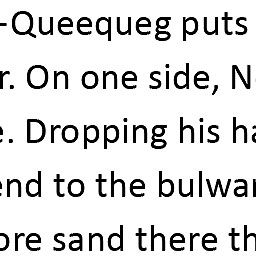 -Queequeg puts
r. On one side, N
e. Dropping his ha
end to the bulwar
ore sand there th